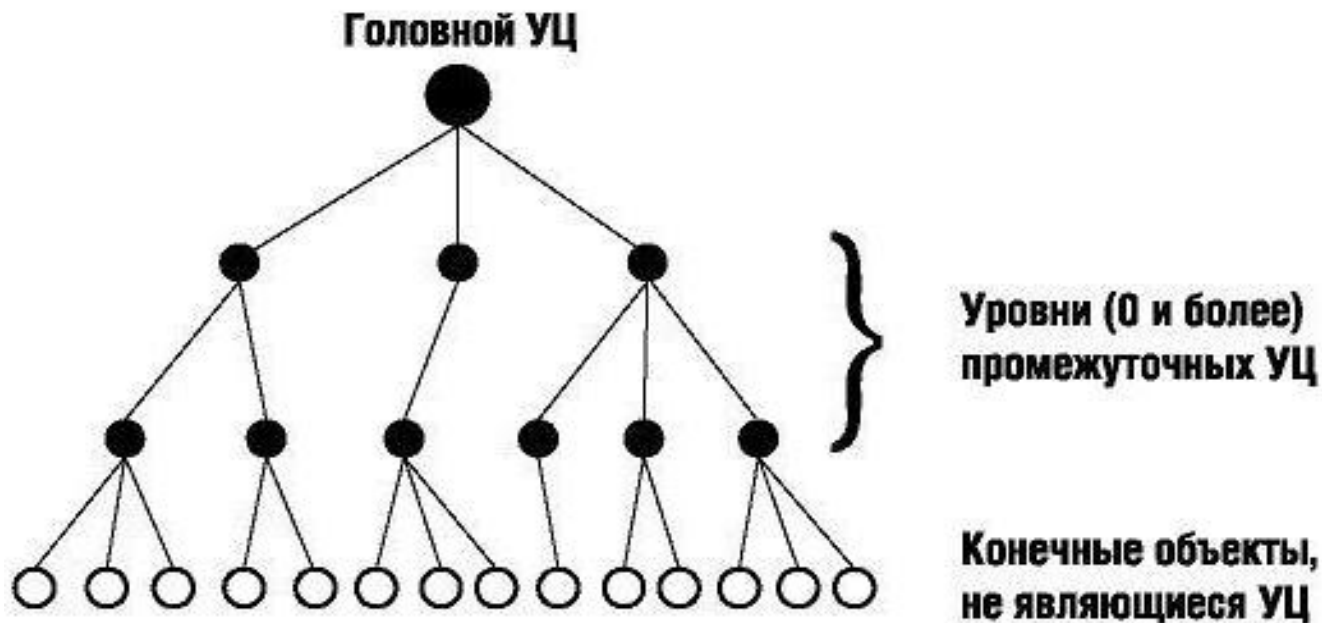 Головной УЦ
Уровни (0 и более)
промежуточных УЦ
Конечные объекты,
не являющиеся УЦ